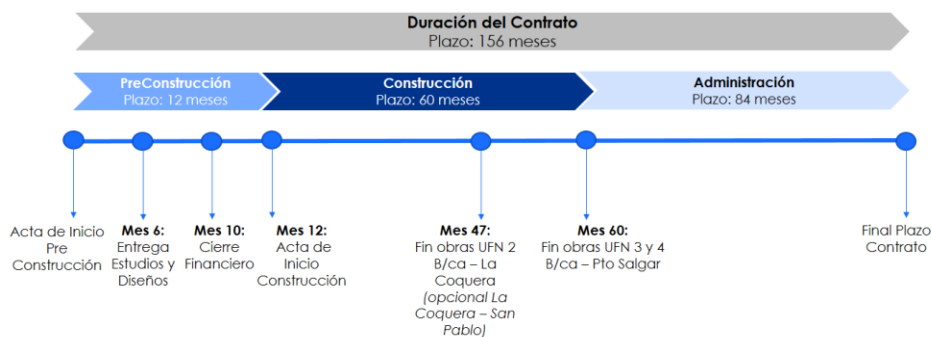 Duración del Contrato
Plazo: 156 meses
PreConstrucción
Plazo: 12 meses
Construcción
Plazo: 60 meses
Administración
Plazo: 84 meses
Acta de Inicio
Pre
Construcción
Mes 6:
Entrega
Estudios y
Diseños
Mes 10:
Cierre
Financiero
Mes 12:
Acta de
Inicio
Construcción
Mes 47:
Fin obras UFN 2
B/ca – La
Coquera
(opcional La
Coquera – San
Pablo)
Mes 60:
Fin obras UFN 3 y 4
B/ca – Pto Salgar
Final Plazo
Contrato